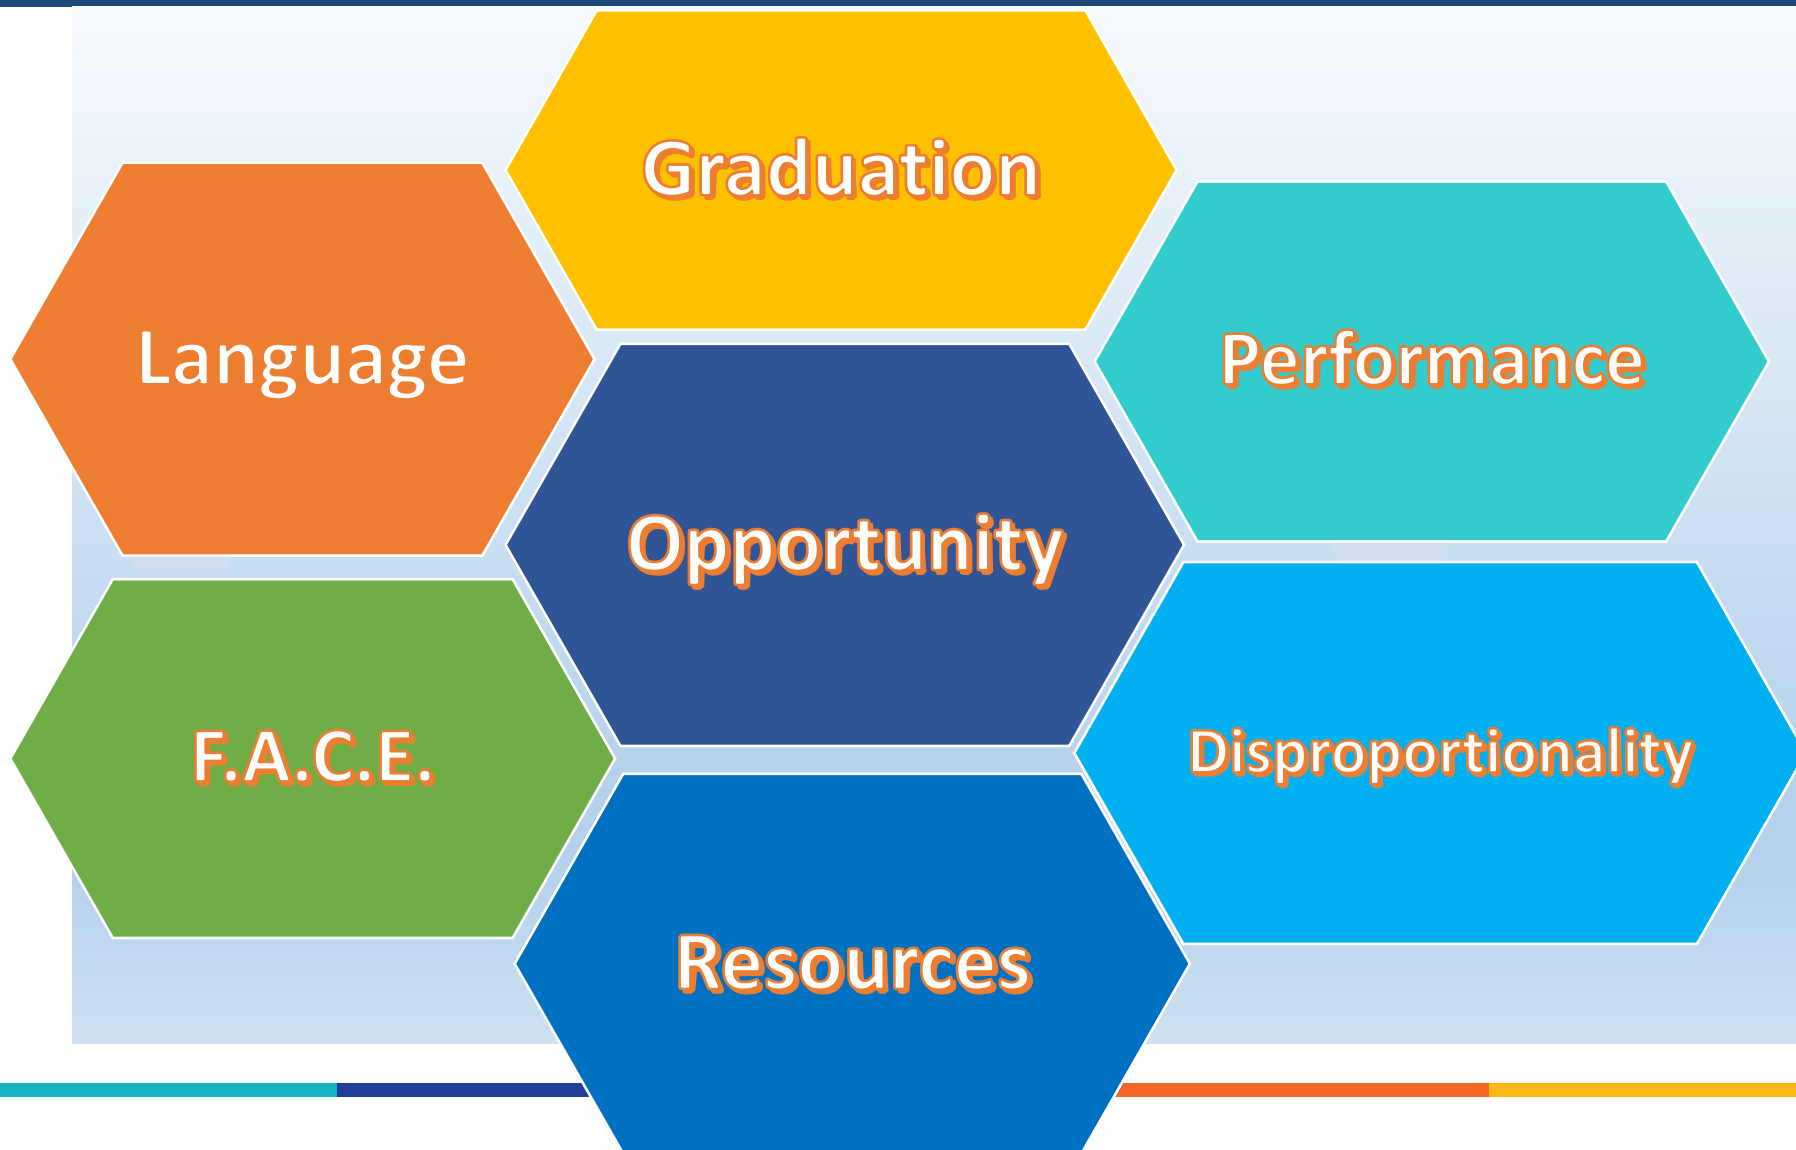 Graduation
Language
Performance
Opportunity
F.A.C.E.
Disproportionality
Resources